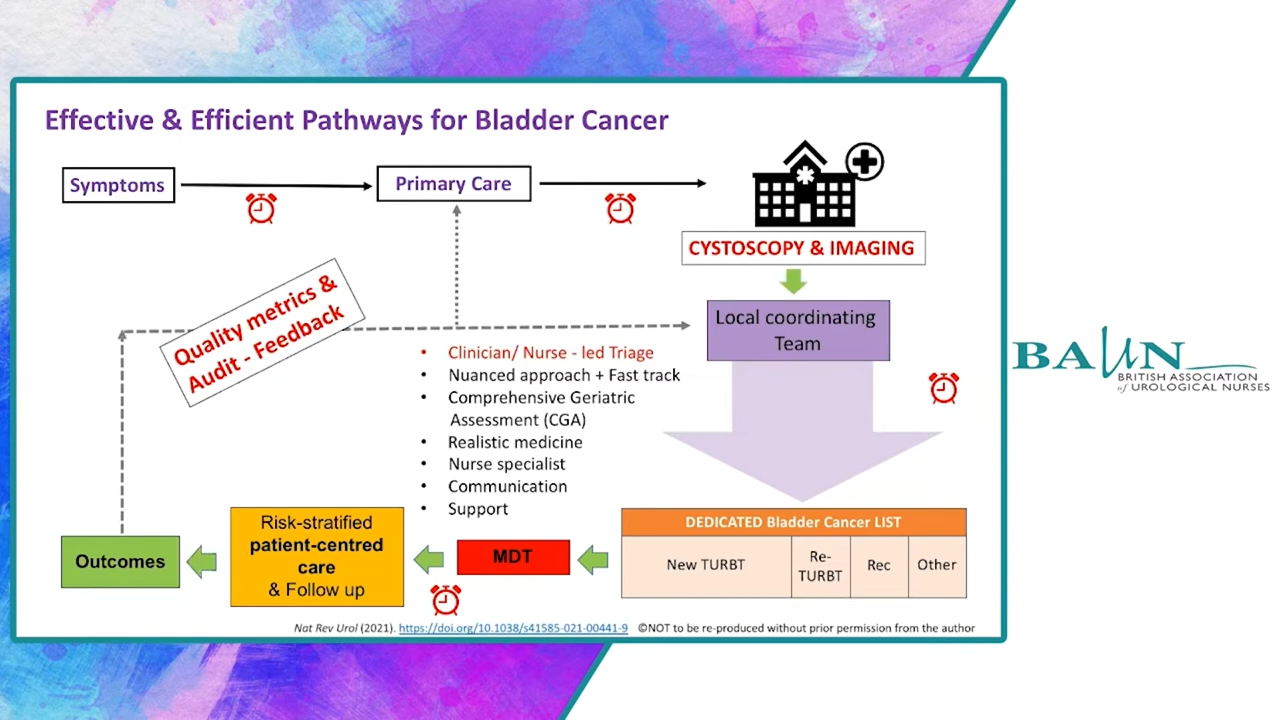 Effective & Efficient Pathways for Bladder Cancer
Symptoms
Primary Care
CYSTOSCOPY & IMAGING
Quality metrics &
Audit - Feedback
Local coordinating
Team
• Clinician/ Nurse - led Triage
• Nuanced approach + Fast track
• Comprehensive Geriatric
Assessment (CGA)
• Realistic medicine
• Nurse specialist
• Communication
• Support
BAUN
BRITISH ASSOCIATION
of UROLOGICAL NURSES
DEDICATED Bladder Cancer LIST
New TURBT
Re-
TURBT
Rec
Other
MDT
Risk-stratified
patient-centred
care
& Follow up
Outcomes
Nat Rev Urol (2021). https://doi.org/10.1038/s41585-021-00441-9 ©NOT to be re-produced without prior permission from the author